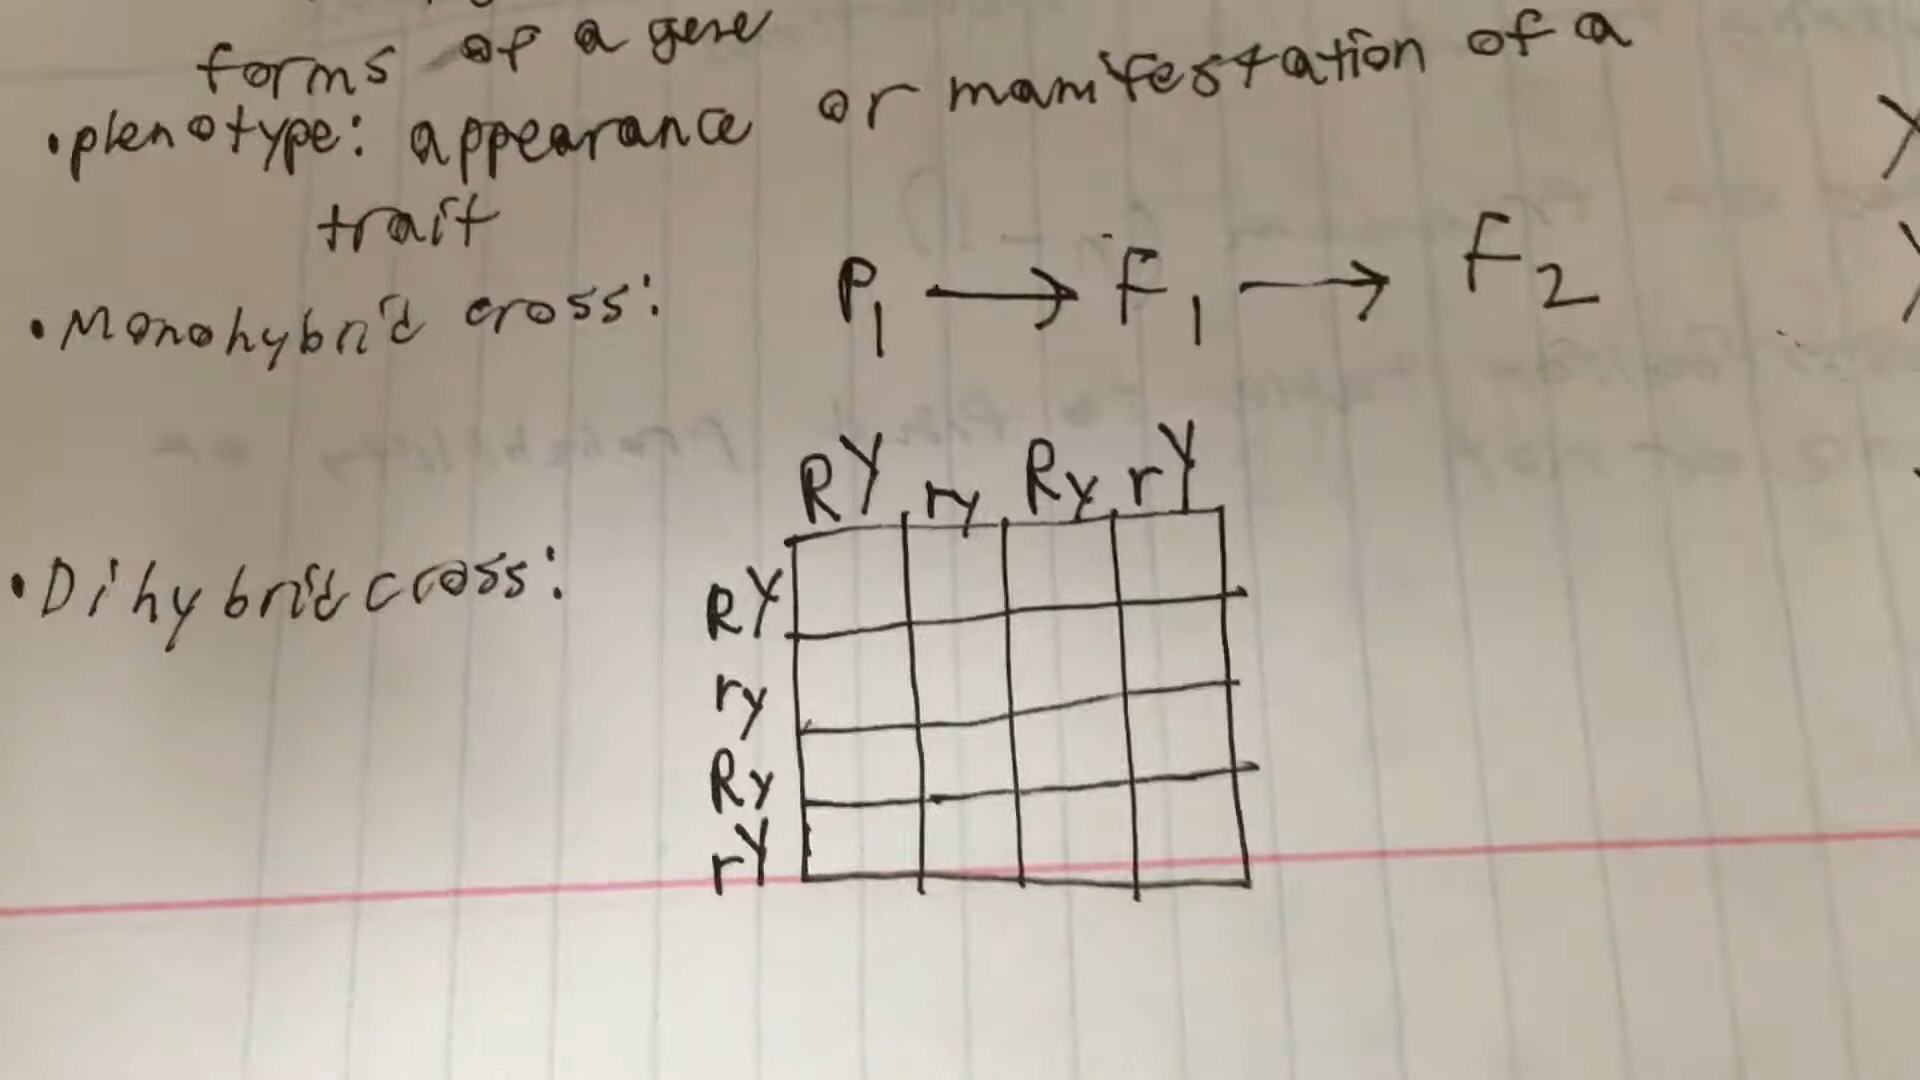 forms of a gene
• plenotype: appearance or manifestation of a
trait
• Monohybrid cross: P1 → F1 → F2
RY ry Ry rY
• Dihybrid cross:
RY
ry
Ry
rY